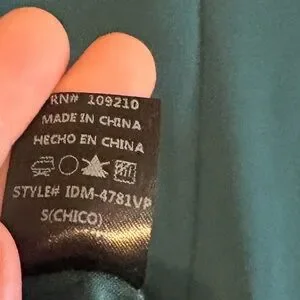 RN# 109210
MADE IN CHINA
HECHO EN CHINA
STYLE# IDM-4781VP
S(CHICO)